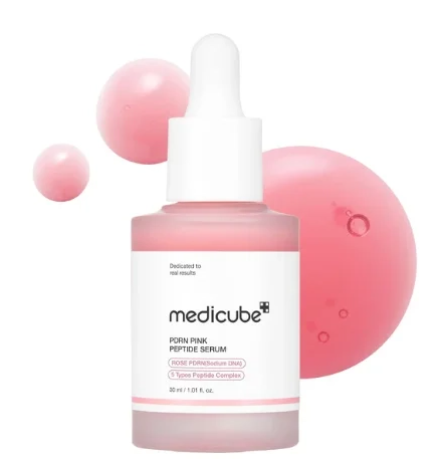 Dedicated to
real results
medicube
PDRN PINK
PEPTIDE SERUM
ROSE PDRN(Sodium DNA)
5 Types Peptide Complex
30 ml / 1.01 fl. oz.